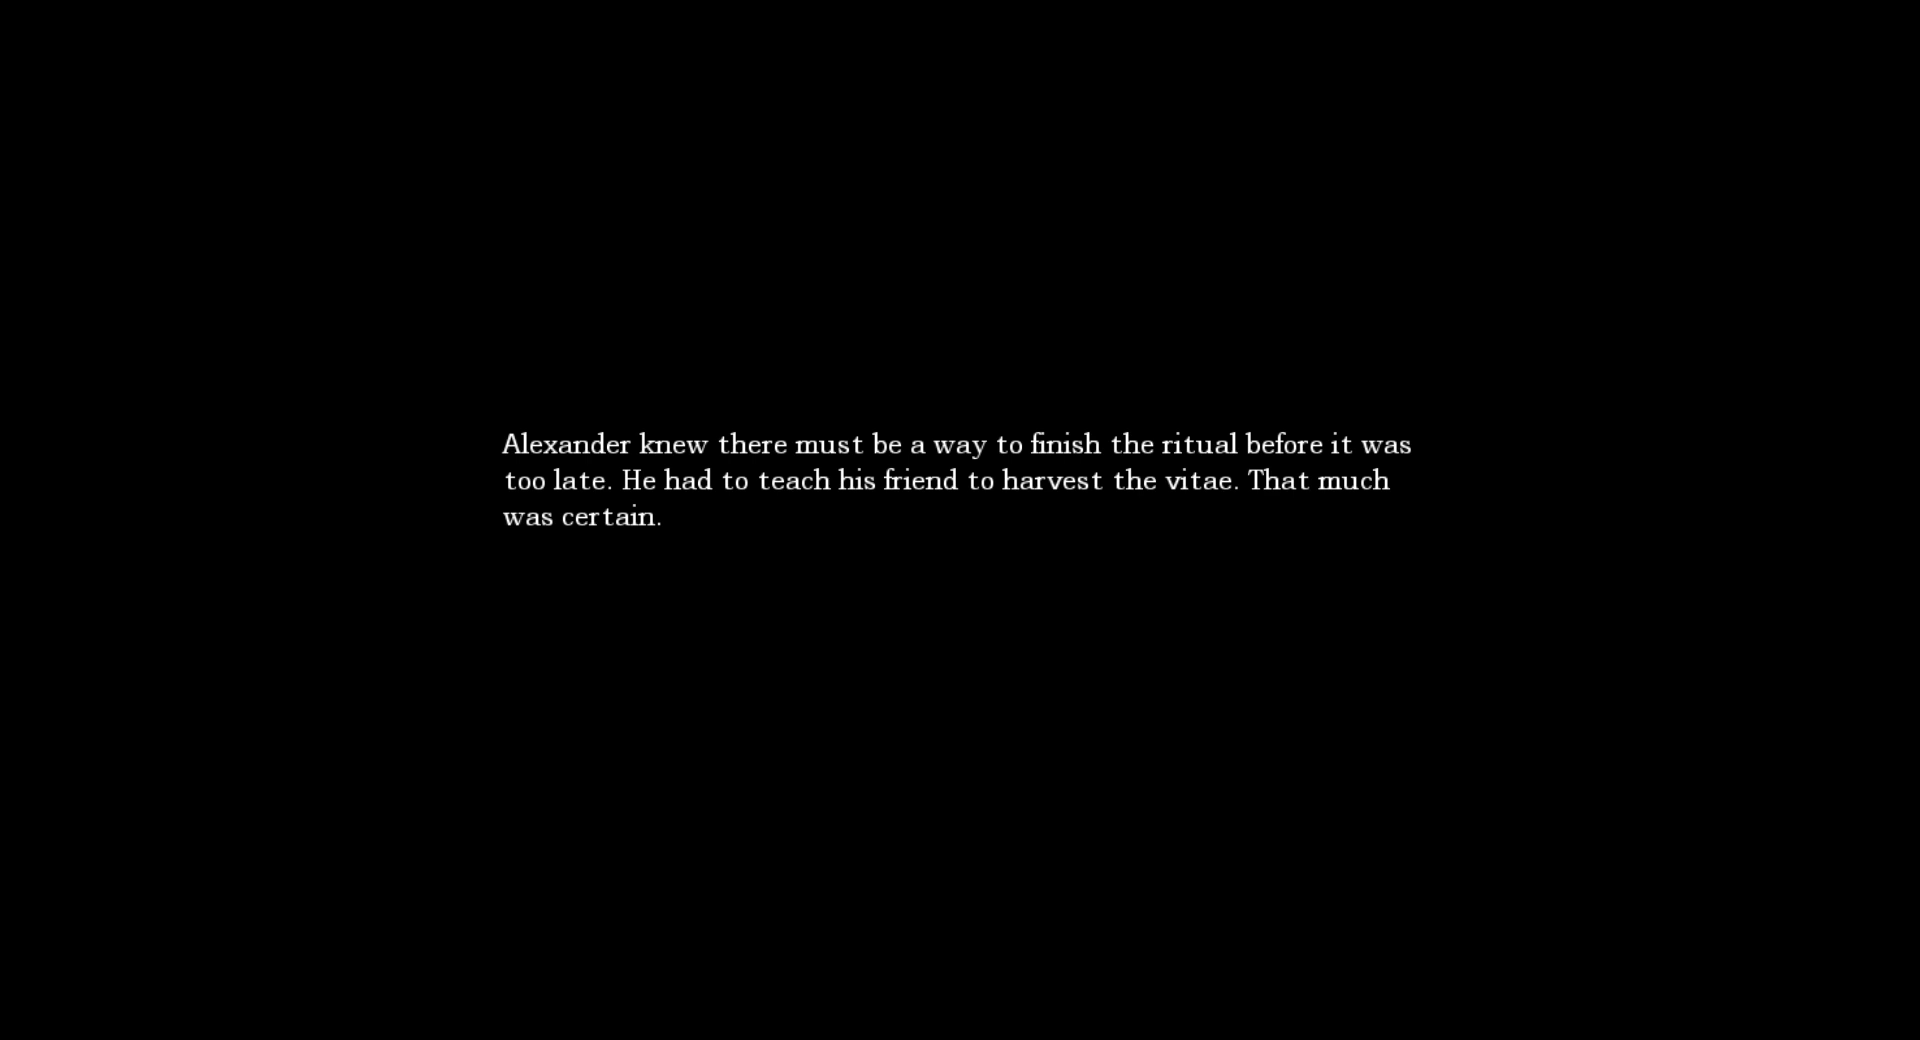 Alexander knew there must be a way to finish the ritual before it was
too late. He had to teach his friend to harvest the vitae. That much
was certain.